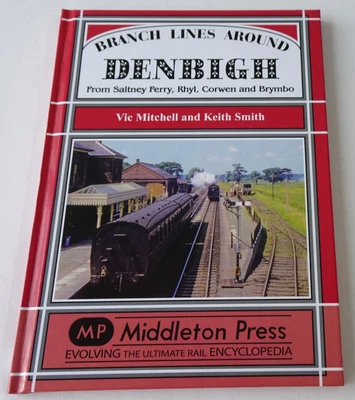 BRANCH LINES AROUND
DENBIGH
From Saltney Ferry, Rhyl, Corwen and Brymbo
Vic Mitchell and Keith Smith
MP Middleton Press
EVOLVING THE ULTIMATE RAIL ENCYCLOPEDIA